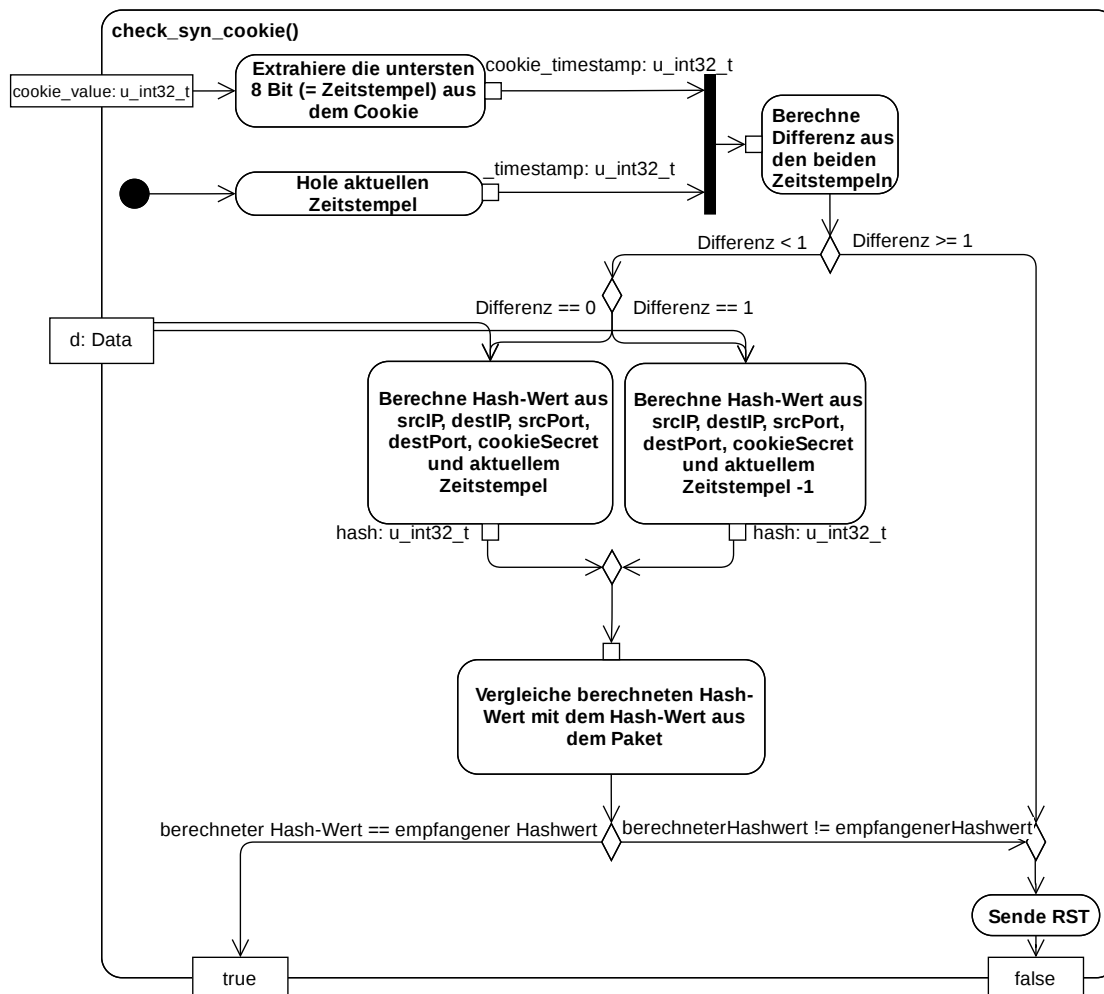 check_syn_cookie()
cookie_value: u_int32_t
Extrahiere die untersten
8 Bit (= Zeitstempel) aus
dem Cookie
cookie_timestamp: u_int32_t
Berechne
Differenz aus
den beiden
Zeitstempeln
Hole aktuellen
Zeitstempel
_timestamp: u_int32_t
Differenz < 1
Differenz >= 1
Differenz == 0
Differenz == 1
d: Data
Berechne Hash-Wert aus
srcIP, destIP, srcPort,
destPort, cookieSecret
und aktuellem
Zeitstempel
Berechne Hash-Wert aus
srcIP, destIP, srcPort,
destPort, cookieSecret
und aktuellem
Zeitstempel -1
hash: u_int32_t
hash: u_int32_t
Vergleiche berechneten Hash-
Wert mit dem Hash-Wert aus
dem Paket
berechneter Hash-Wert == empfangener Hashwert
berechneterHashwert != empfangenerHashwert
Sende RST
true
false